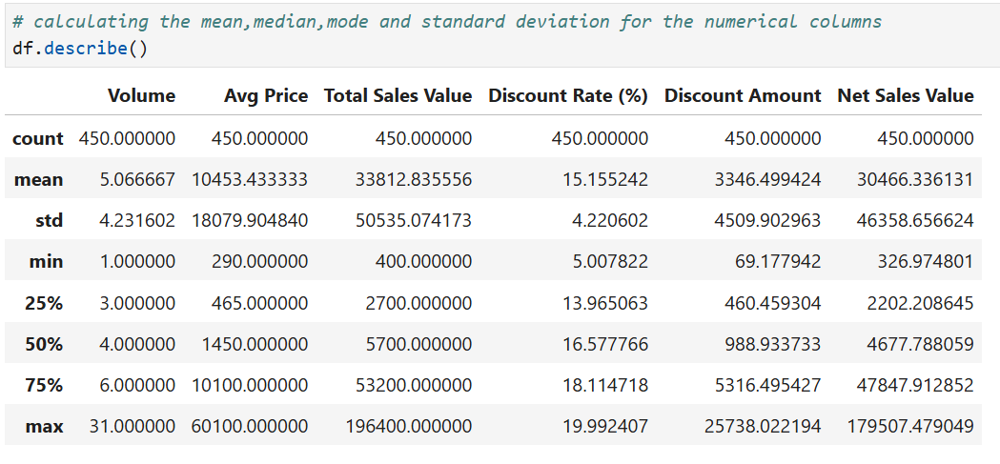 # calculating the mean,median,mode and standard deviation for the numerical columns
df.describe()
Volume Avg Price Total Sales Value Discount Rate (%) Discount Amount Net Sales Value
count 450.000000 450.000000 450.000000 450.000000 450.000000 450.000000
mean 5.066667 10453.433333 33812.835556 15.155242 3346.499424 30466.336131
std 4.231602 18079.904840 50535.074173 4.220602 4509.902963 46358.656624
min 1.000000 290.000000 400.000000 5.007822 69.177942 326.974801
25% 3.000000 465.000000 2700.000000 13.965063 460.459304 2202.208645
50% 4.000000 1450.000000 5700.000000 16.577766 988.933733 4677.788059
75% 6.000000 10100.000000 53200.000000 18.114718 5316.495427 47847.912852
max 31.000000 60100.000000 196400.000000 19.992407 25738.022194 179507.479049